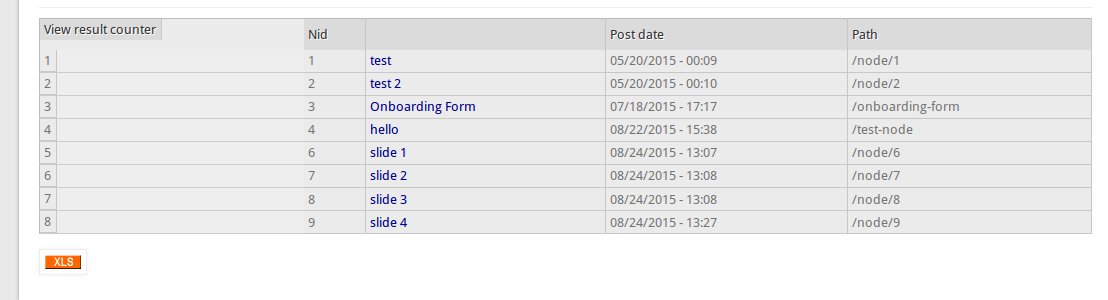 View result counter Nid Post date Path
1 1 test 05/20/2015 - 00:09 /node/1
2 2 test 2 05/20/2015 - 00:10 /node/2
3 3 Onboarding Form 07/18/2015 - 17:17 /onboarding-form
4 4 hello 08/22/2015 - 15:38 /test-node
5 6 slide 1 08/24/2015 - 13:07 /node/6
6 7 slide 2 08/24/2015 - 13:08 /node/7
7 8 slide 3 08/24/2015 - 13:08 /node/8
8 9 slide 4 08/24/2015 - 13:27 /node/9
XLS